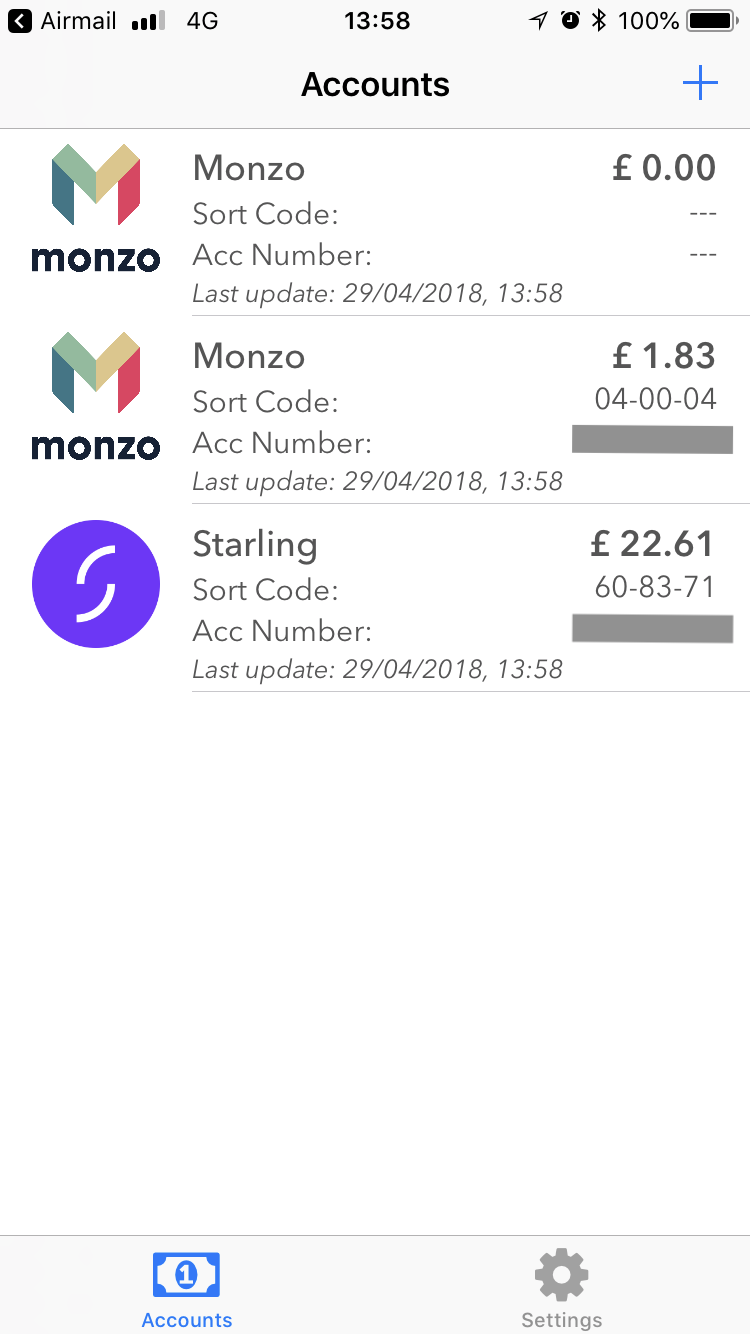 Airmail 4G 13:58 100%
Accounts
Monzo £ 0.00
monzo
Sort Code: ---
Acc Number: ---
Last update: 29/04/2018, 13:58
Monzo £ 1.83
monzo
Sort Code: 04-00-04
Acc Number:
Last update: 29/04/2018, 13:58
Starling £ 22.61
Sort Code: 60-83-71
Acc Number:
Last update: 29/04/2018, 13:58
1
Accounts Settings